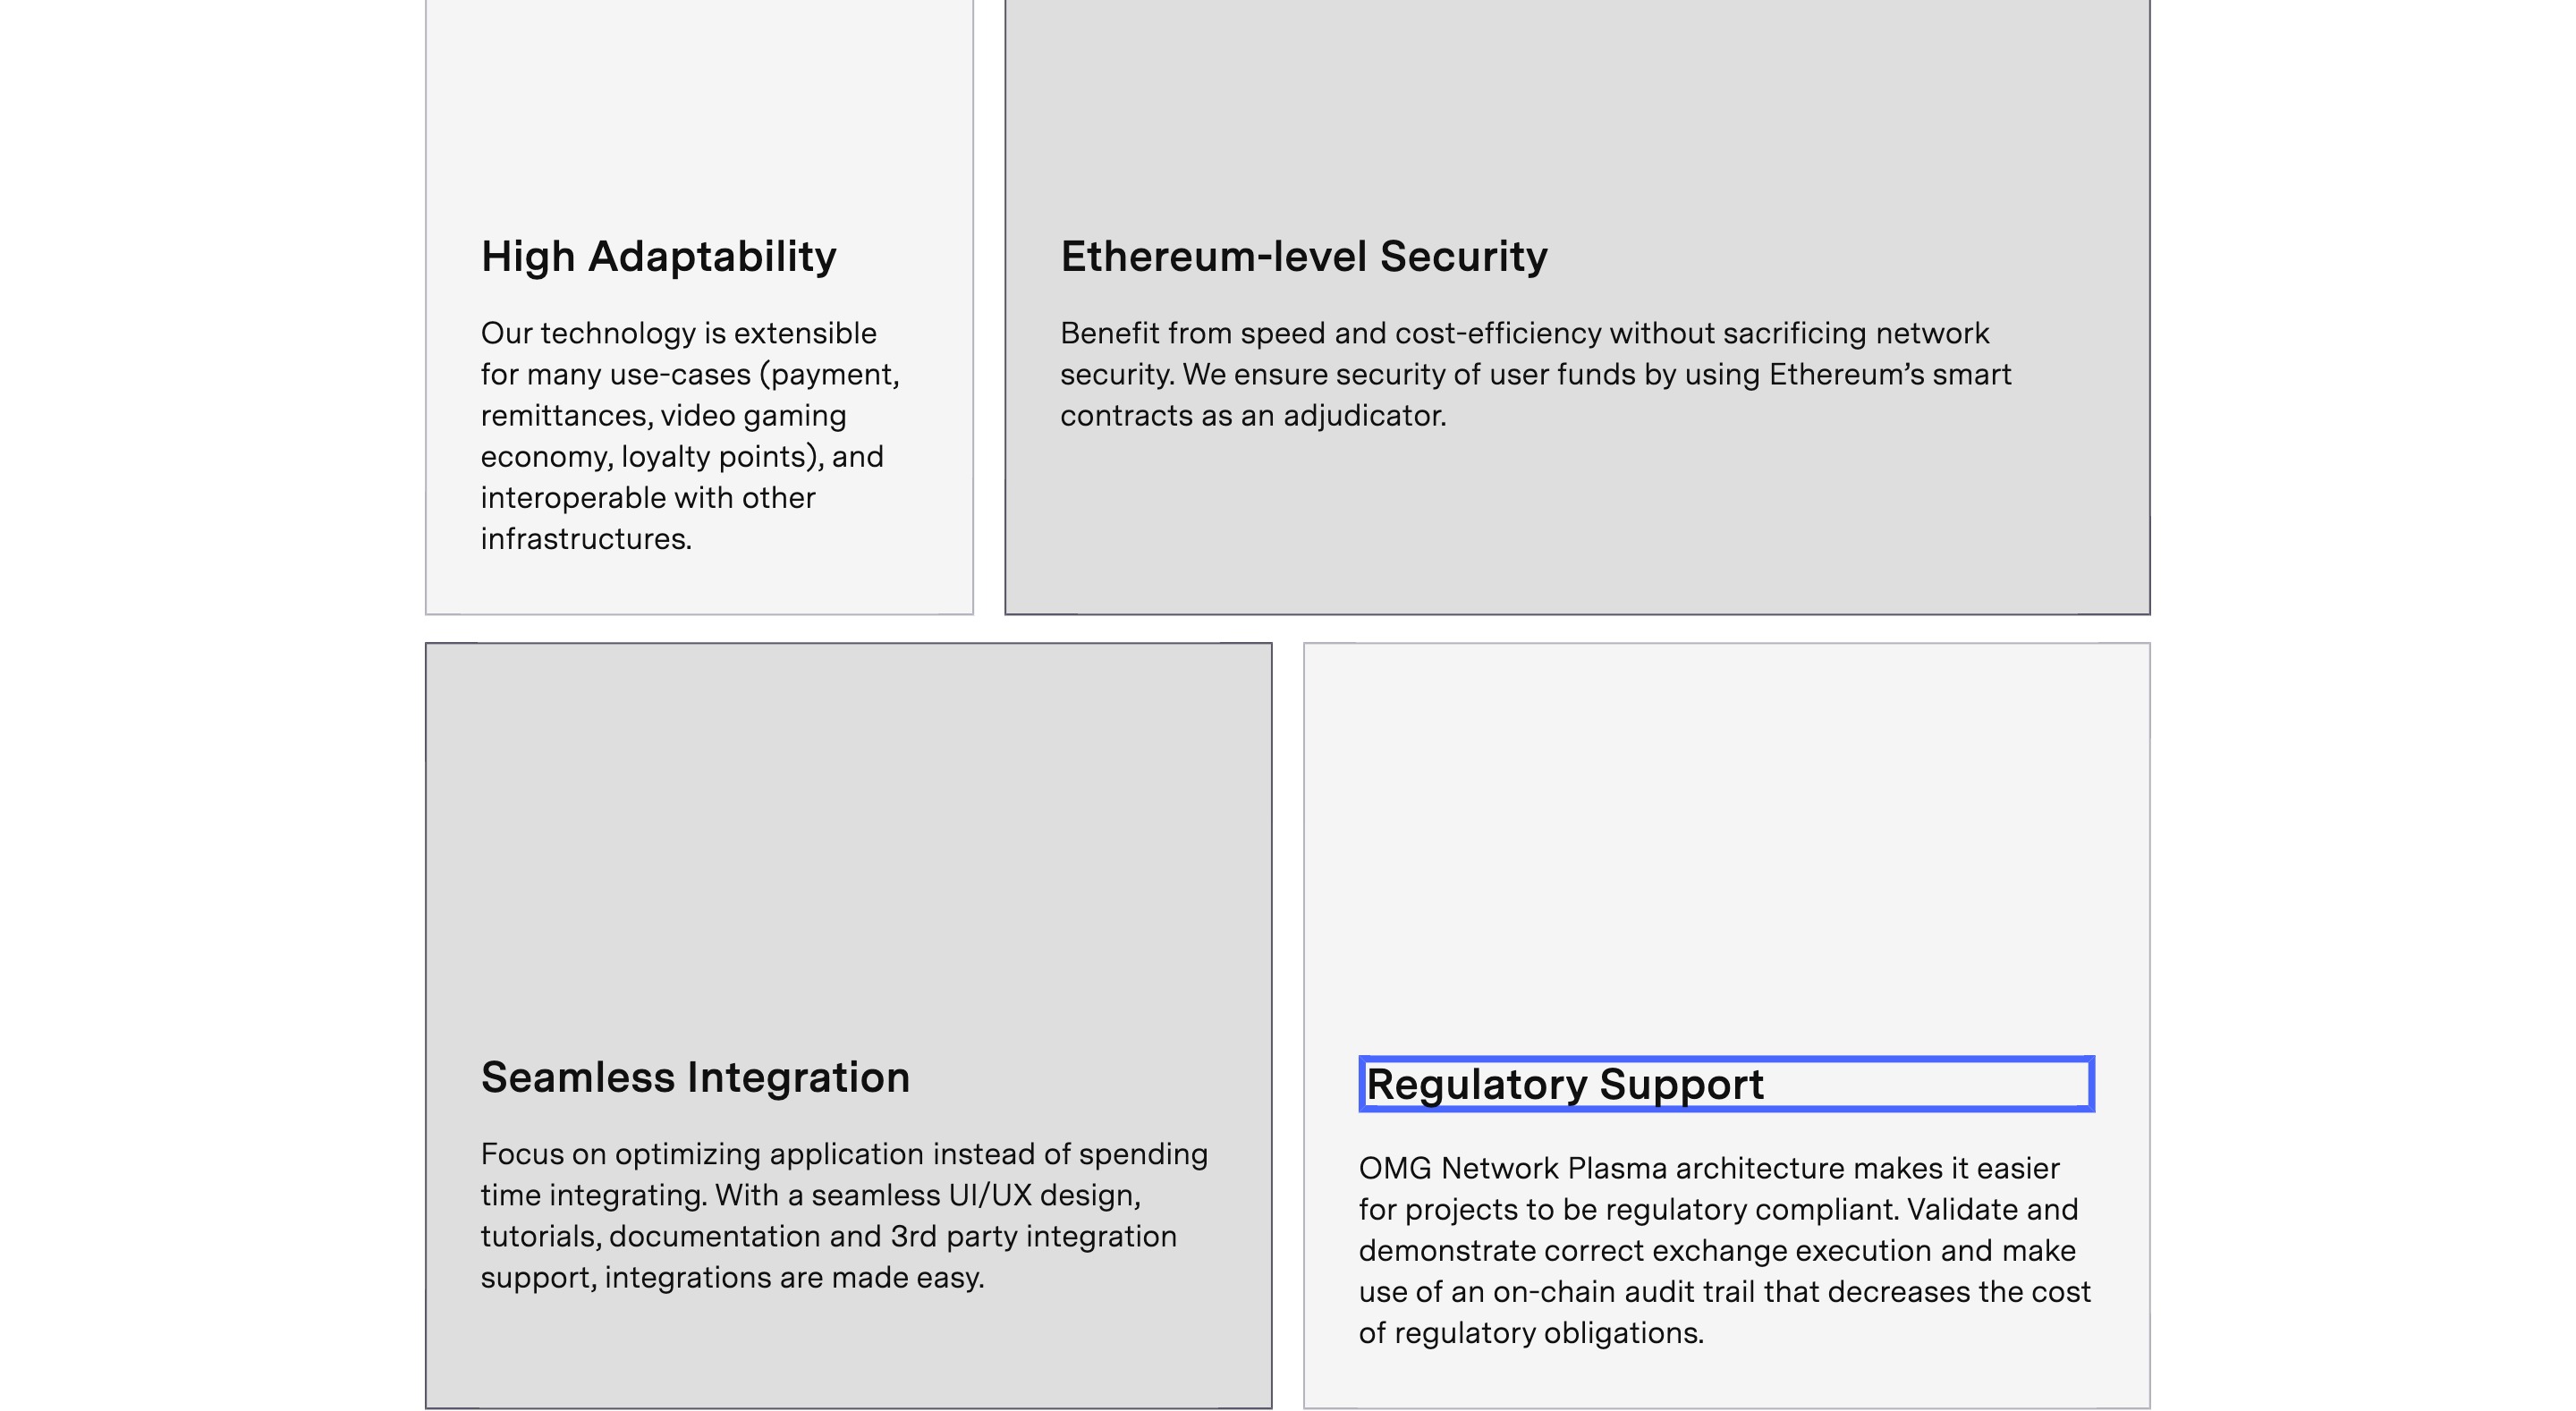 High Adaptability
Our technology is extensible
for many use-cases (payment,
remittances, video gaming
economy, loyalty points), and
interoperable with other
infrastructures.
Ethereum-level Security
Benefit from speed and cost-efficiency without sacrificing network
security. We ensure security of user funds by using Ethereum’s smart
contracts as an adjudicator.
Seamless Integration
Focus on optimizing application instead of spending
time integrating. With a seamless UI/UX design,
tutorials, documentation and 3rd party integration
support, integrations are made easy.
Regulatory Support
OMG Network Plasma architecture makes it easier
for projects to be regulatory compliant. Validate and
demonstrate correct exchange execution and make
use of an on-chain audit trail that decreases the cost
of regulatory obligations.